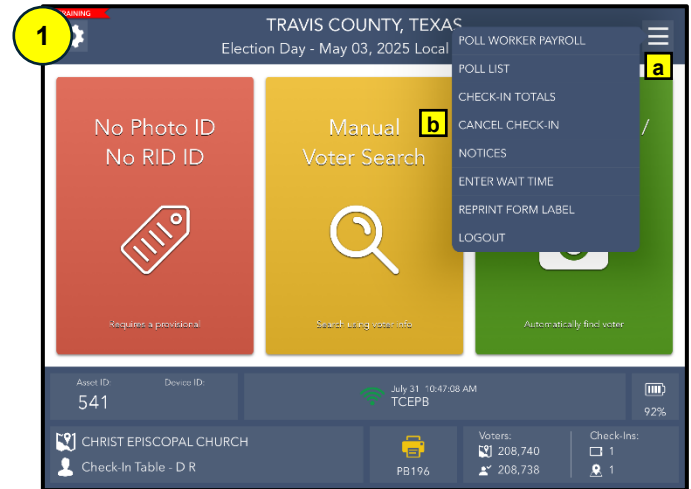 1
TRAINING
TRAVIS COUNTY, TEXAS
Election Day - May 03, 2025 Local
a
b
POLL WORKER PAYROLL
POLL LIST
CHECK-IN TOTALS
CANCEL CHECK-IN
NOTICES
ENTER WAIT TIME
REPRINT FORM LABEL
LOGOUT
No Photo ID
No RID ID
Requires a provisional
Manual
Voter Search
Search using voter info
/
Automatically find voter
Asset ID: Device ID:
541
July 31 10:47:08 AM
TCEPB
92%
CHRIST EPISCOPAL CHURCH
Check-In Table - D R
PB196
Voters:
208,740
208,738
Check-Ins:
1
1